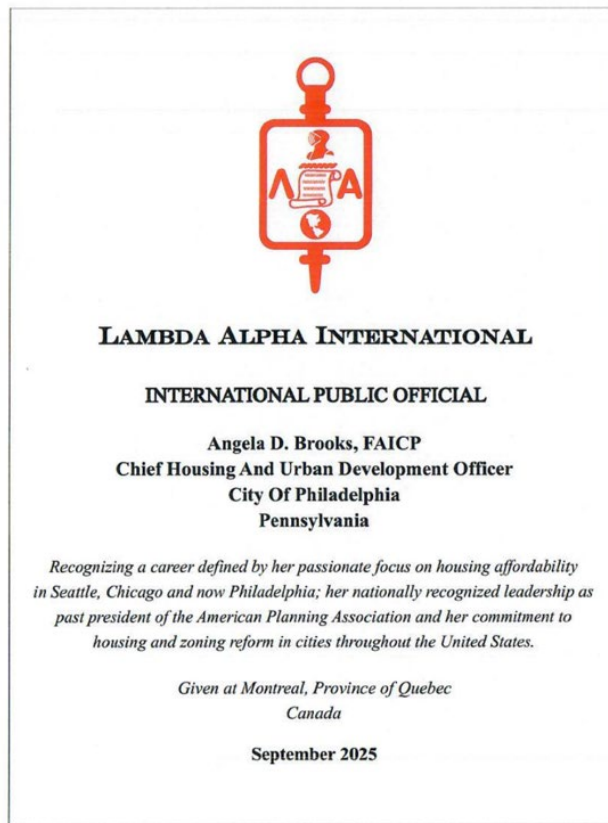 Λ A
LAMBDA ALPHA INTERNATIONAL
INTERNATIONAL PUBLIC OFFICIAL
Angela D. Brooks, FAICP
Chief Housing And Urban Development Officer
City Of Philadelphia
Pennsylvania
Recognizing a career defined by her passionate focus on housing affordability
in Seattle, Chicago and now Philadelphia; her nationally recognized leadership as
past president of the American Planning Association and her commitment to
housing and zoning reform in cities throughout the United States.
Given at Montreal, Province of Quebec
Canada
September 2025